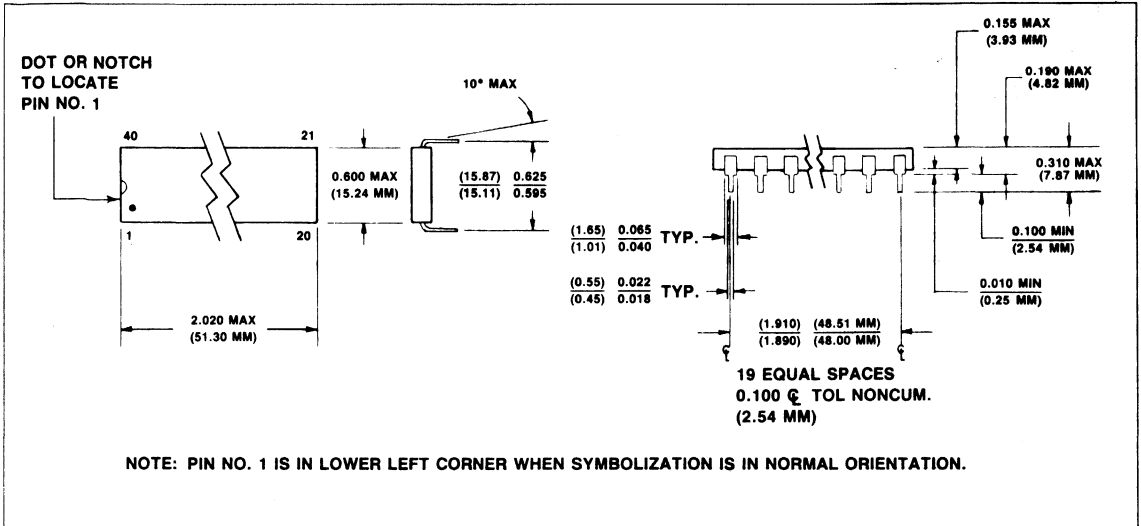 DOT OR NOTCH
TO LOCATE
PIN NO. 1
40
21
1
20
2.020 MAX
(51.30 MM)
0.600 MAX
(15.24 MM)
10° MAX
(15.87) 0.625
(15.11) 0.595
0.155 MAX
(3.93 MM)
0.190 MAX
(4.82 MM)
0.310 MAX
(7.87 MM)
0.100 MIN
(2.54 MM)
0.010 MIN
(0.25 MM)
(1.65) 0.065 TYP.
(1.01) 0.040
(0.55) 0.022 TYP.
(0.45) 0.018
(1.910) (48.51 MM)
(1.890) (48.00 MM)
℄ ℄
19 EQUAL SPACES
0.100 ℄ TOL NONCUM.
(2.54 MM)
NOTE: PIN NO. 1 IS IN LOWER LEFT CORNER WHEN SYMBOLIZATION IS IN NORMAL ORIENTATION.